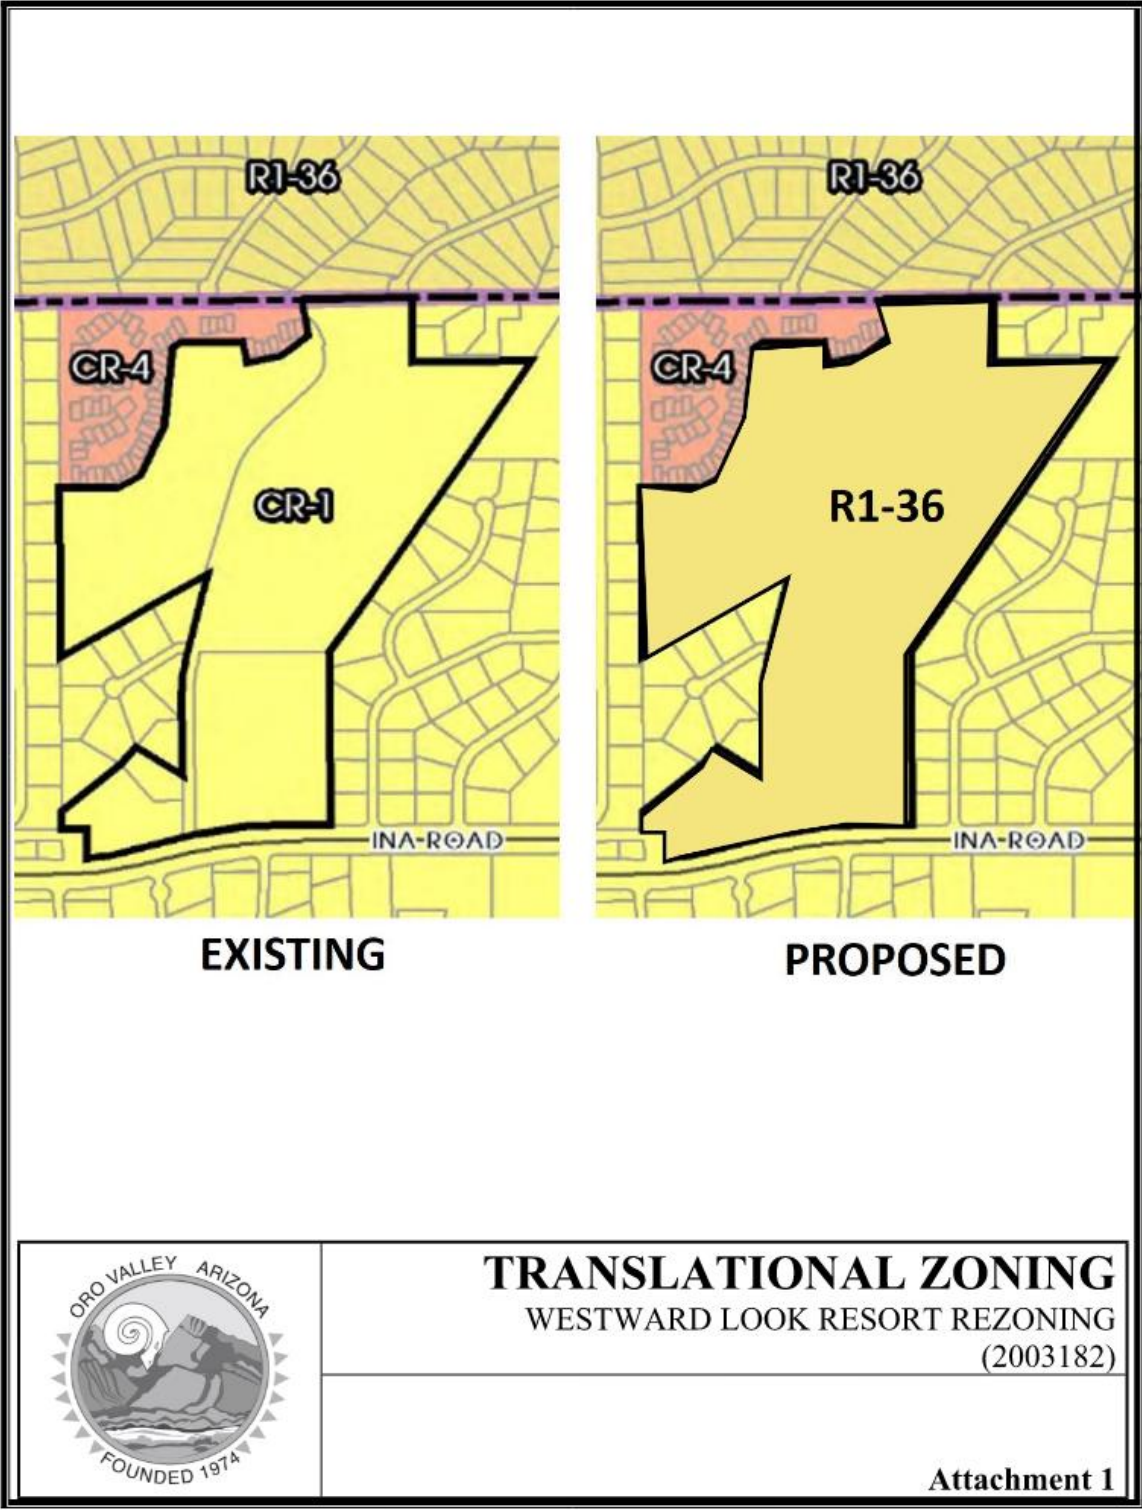 R1-36
CR-4
CR-1
INA-ROAD
EXISTING
R1-36
CR-4
R1-36
INA-ROAD
PROPOSED
ORO VALLEY ARIZONA
FOUNDED 1974
TRANSLATIONAL ZONING
WESTWARD LOOK RESORT REZONING
(2003182)
Attachment 1